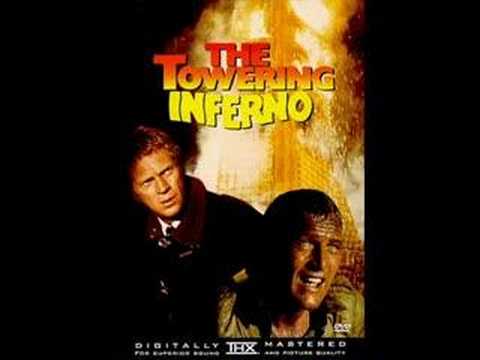 THE
TOWERING
INFERNO
DVD
DIGITALLY THX MASTERED
FOR SUPERIOR SOUND AND PICTURE QUALITY